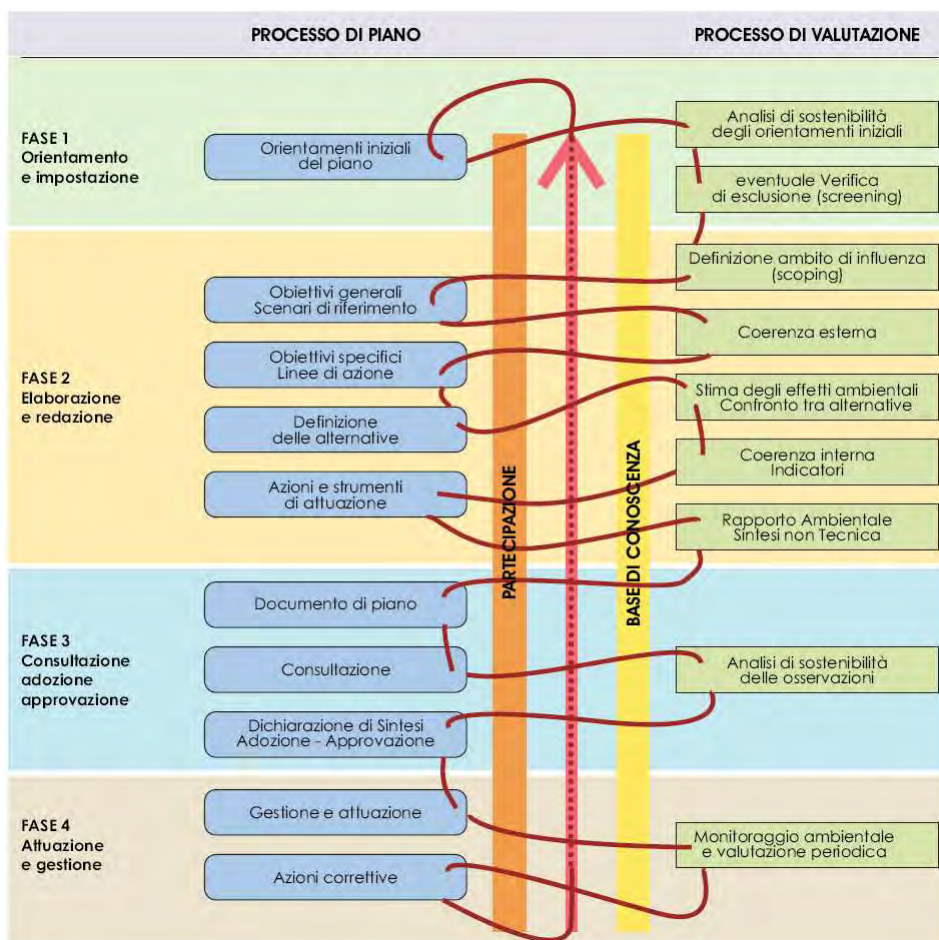 PROCESSO DI PIANO
PROCESSO DI VALUTAZIONE
FASE 1
Orientamento
e impostazione
Orientamenti iniziali
del piano
Analisi di sostenibilità
degli orientamenti iniziali
eventuale Verifica
di esclusione (screening)
FASE 2
Elaborazione
e redazione
Obiettivi generali
Scenari di riferimento
Obiettivi specifici
Linee di azione
Definizione
delle alternative
Azioni e strumenti
di attuazione
Definizione ambito di influenza
(scoping)
Coerenza esterna
Stima degli effetti ambientali
Confronto tra alternative
Coerenza interna
Indicatori
Rapporto Ambientale
Sintesi non Tecnica
PARTECIPAZIONE
BASE DI CONOSCENZA
FASE 3
Consultazione
adozione
approvazione
Documento di piano
Consultazione
Dichiarazione di Sintesi
Adozione - Approvazione
Analisi di sostenibilità
delle osservazioni
FASE 4
Attuazione
e gestione
Gestione e attuazione
Azioni correttive
Monitoraggio ambientale
e valutazione periodica